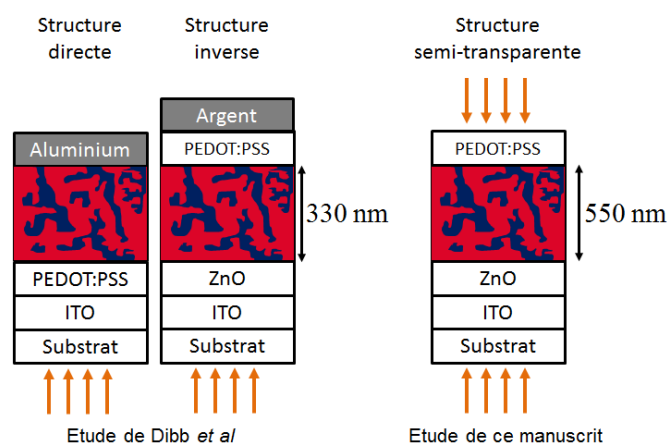 Structure
directe
Structure
inverse
Structure
semi-transparente
Argent
Aluminium
PEDOT:PSS
PEDOT:PSS
330 nm
550 nm
PEDOT:PSS
ZnO
ZnO
ITO
ITO
ITO
Substrat
Substrat
Substrat
Etude de Dibb et al
Etude de ce manuscrit